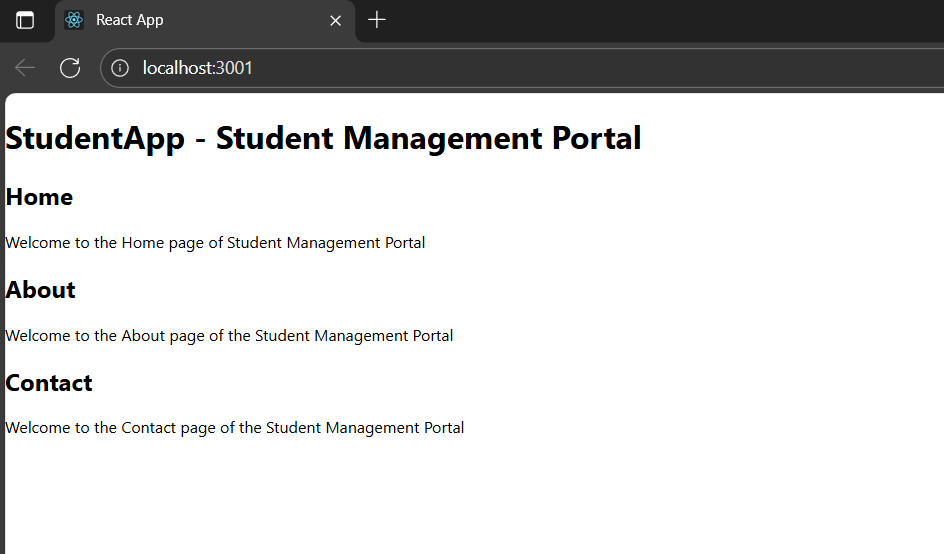 React App
localhost:3001
StudentApp - Student Management Portal
Home
Welcome to the Home page of Student Management Portal
About
Welcome to the About page of the Student Management Portal
Contact
Welcome to the Contact page of the Student Management Portal